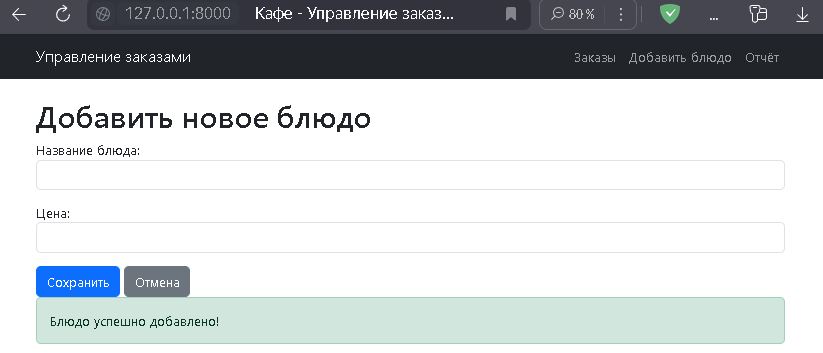 127.0.0.1:8000 Кафе - Управление заказ... 80 % ...
Управление заказами Заказы Добавить блюдо Отчёт
Добавить новое блюдо
Название блюда:
Цена:
Сохранить Отмена
Блюдо успешно добавлено!